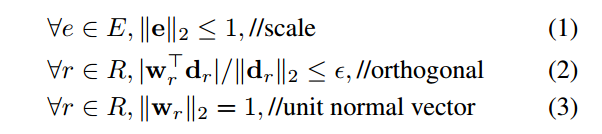 ∀e ∈ E, ‖e‖₂ ≤ 1, //scale (1)
∀r ∈ R, |w_r^⊤ d_r|/‖d_r‖₂ ≤ ϵ, //orthogonal (2)
∀r ∈ R, ‖w_r‖₂ = 1, //unit normal vector (3)